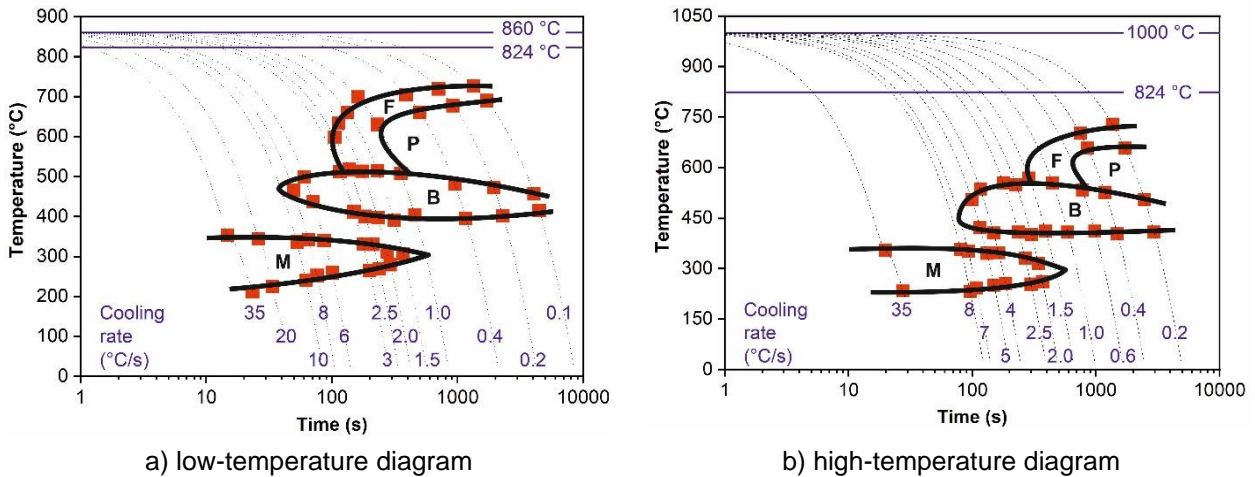 900
800
700
600
500
400
300
200
100
0
Temperature (°C)
860 °C
824 °C
F
P
B
M
Cooling 35 8 2.5 1.0 0.1
rate 20 6 2.0 0.4
(°C/s) 10 3 1.5 0.2
1 10 100 1000 10000
Time (s)
a) low-temperature diagram
1050
900
750
600
450
300
150
0
Temperature (°C)
1000 °C
824 °C
F
P
B
M
Cooling 35 8 4 1.5 0.4
rate 7 2.5 1.0 0.2
(°C/s) 5 2.0 0.6
1 10 100 1000 10000
Time (s)
b) high-temperature diagram